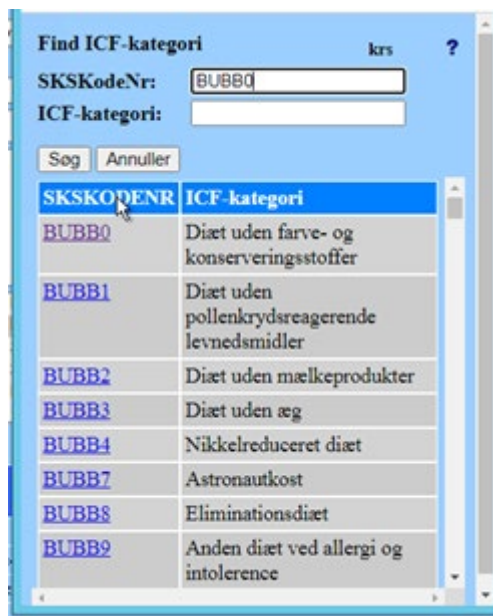 Find ICF-kategori krs ?
SKSKodeNr: BUBB0
ICF-kategori:
Søg Annuller
SKSKODENR ICF-kategori
BUBB0 Diæt uden farve- og
konserveringsstoffer
BUBB1 Diæt uden
pollenkrydsreagerende
levnedsmidler
BUBB2 Diæt uden mælkeprodukter
BUBB3 Diæt uden æg
BUBB4 Nikkelreduceret diæt
BUBB7 Astronautkost
BUBB8 Eliminationsdiæt
BUBB9 Anden diæt ved allergi og
intolerence